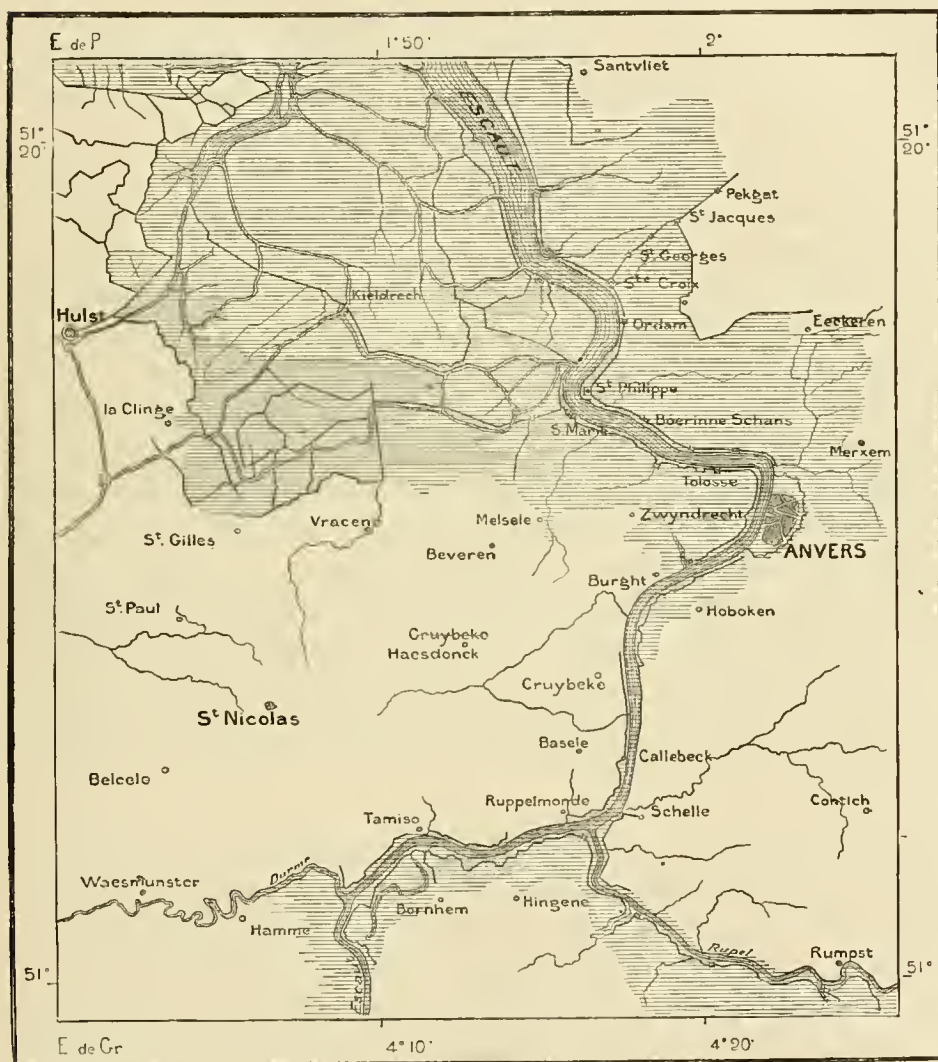 E de P
1°50'
2°
Santvliet
ESCAUT
51°
20'
51°
20'
Pekgat
St Jacques
St Georges
Ste Croix
Kieldrech
Hulst
Ordam
Eeckeren
St Philippe
la Clinge
Boerinne Schans
S. Marie
Merxem
Tolosse
Vracen
Melsele
Zwyndrecht
St. Gilles
Beveren
ANVERS
Burght
St. Paul
Hoboken
Cruybeke
Haesdonck
Cruybeke
St Nicolas
Basele
Callebeck
Belcele
Ruppelmonde
Contich
Tamise
Schelle
Durme
Waesmunster
Bornhem
Hingene
Hamme
Rupel
Rumpst
51°
Escaut
51°
E de Gr
4°10'
4°20'